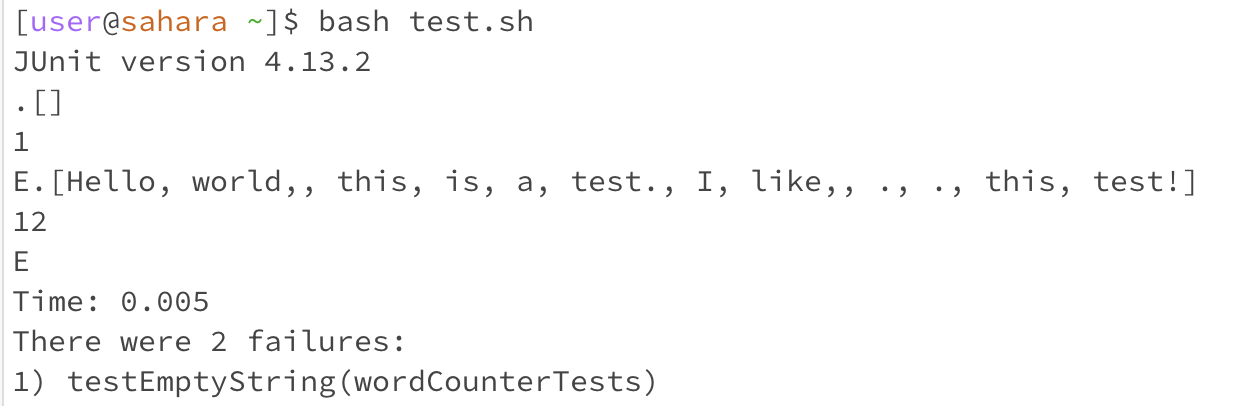 [user@sahara ~]$ bash test.sh
JUnit version 4.13.2
.[]
1
E.[Hello, world,, this, is, a, test., I, like,, ., ., this, test!]
12
E
Time: 0.005
There were 2 failures:
1) testEmptyString(wordCounterTests)